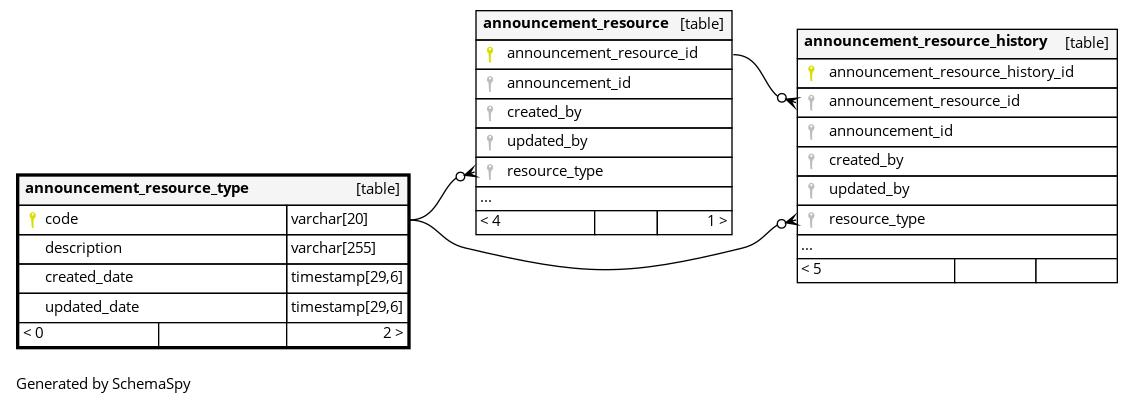 announcement_resource [table]
announcement_resource_id
announcement_id
created_by
updated_by
resource_type
...
< 4 1 >
announcement_resource_history [table]
announcement_resource_history_id
announcement_resource_id
announcement_id
created_by
updated_by
resource_type
...
< 5
announcement_resource_type [table]
code varchar[20]
description varchar[255]
created_date timestamp[29,6]
updated_date timestamp[29,6]
< 0 2 >
Generated by SchemaSpy